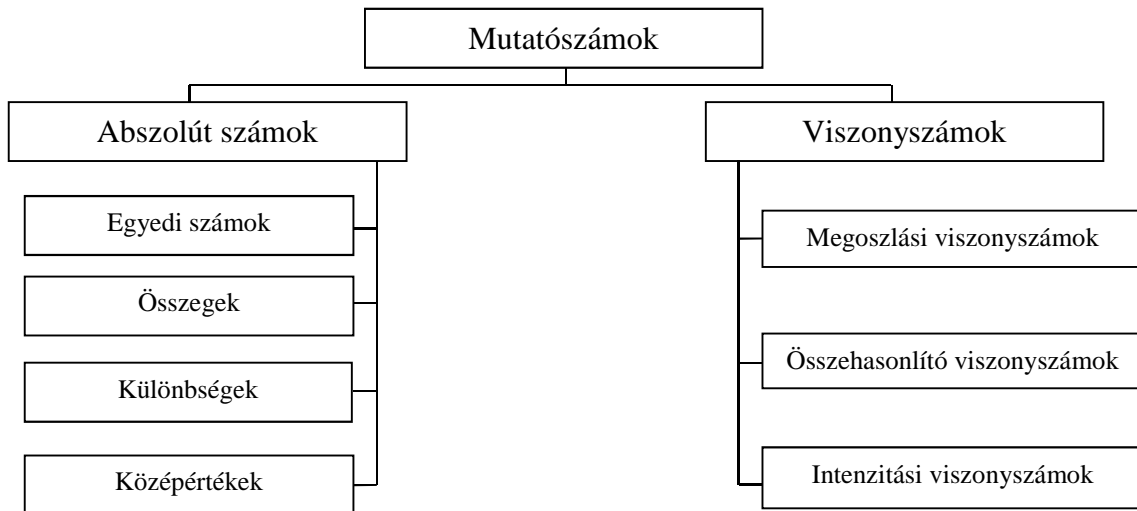 Mutatószámok
Abszolút számok
Egyedi számok
Összegek
Különbségek
Középértékek
Viszonyszámok
Megoszlási viszonyszámok
Összehasonlító viszonyszámok
Intenzitási viszonyszámok